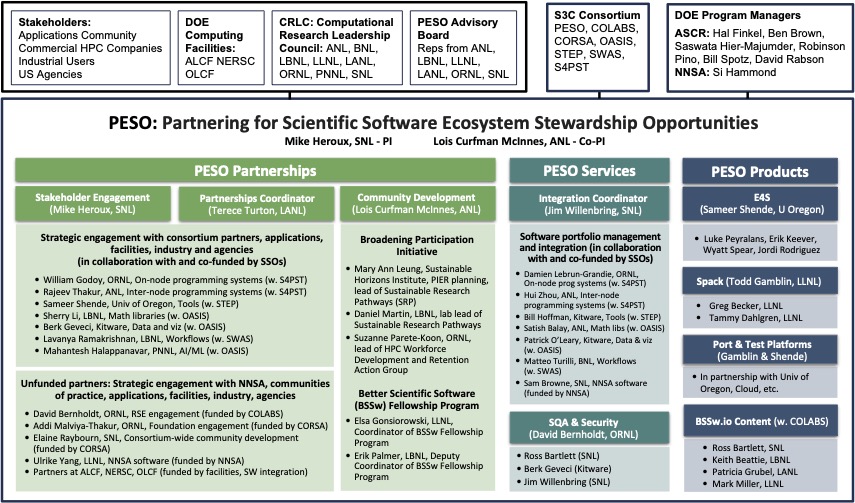 Stakeholders:
Applications Community
Commercial HPC Companies
Industrial Users
US Agencies
DOE
Computing
Facilities:
ALCF NERSC
OLCF
CRLC: Computational
Research Leadership
Council: ANL, BNL,
LBNL, LLNL, LANL,
ORNL, PNNL, SNL
PESO Advisory
Board
Reps from ANL,
LBNL, LLNL,
LANL, ORNL, SNL
S3C Consortium
PESO, COLABS,
CORSA, OASIS,
STEP, SWAS,
S4PST
DOE Program Managers
ASCR: Hal Finkel, Ben Brown,
Saswata Hier-Majumder, Robinson
Pino, Bill Spotz, David Rabson
NNSA: Si Hammond
PESO: Partnering for Scientific Software Ecosystem Stewardship Opportunities
Mike Heroux, SNL - PI Lois Curfman McInnes, ANL - Co-PI
PESO Partnerships
Stakeholder Engagement
(Mike Heroux, SNL)
Partnerships Coordinator
(Terece Turton, LANL)
Strategic engagement with consortium partners, applications,
facilities, industry and agencies
(in collaboration with and co-funded by SSOs)
• William Godoy, ORNL, On-node programming systems (w. S4PST)
• Rajeev Thakur, ANL, Inter-node programming systems (w. S4PST)
• Sameer Shende, Univ of Oregon, Tools (w. STEP)
• Sherry Li, LBNL, Math libraries (w. OASIS)
• Berk Geveci, Kitware, Data and viz (w. OASIS)
• Lavanya Ramakrishnan, LBNL, Workflows (w. SWAS)
• Mahantesh Halappanavar, PNNL, AI/ML (w. OASIS)
Unfunded partners: Strategic engagement with NNSA, communities
of practice, applications, facilities, industry, agencies
• David Bernholdt, ORNL, RSE engagement (funded by COLABS)
• Addi Malviya-Thakur, ORNL, Foundation engagement (funded by CORSA)
• Elaine Raybourn, SNL, Consortium-wide community development
(funded by CORSA)
• Ulrike Yang, LLNL, NNSA software (funded by NNSA)
• Partners at ALCF, NERSC, OLCF (funded by facilities, SW integration)
Community Development
(Lois Curfman McInnes, ANL)
Broadening Participation
Initiative
• Mary Ann Leung, Sustainable
Horizons Institute, PIER planning,
lead of Sustainable Research
Pathways (SRP)
• Daniel Martin, LBNL, lab lead of
Sustainable Research Pathways
• Suzanne Parete-Koon, ORNL,
lead of HPC Workforce
Development and Retention
Action Group
Better Scientific Software
(BSSw) Fellowship Program
• Elsa Gonsiorowski, LLNL,
Coordinator of BSSw Fellowship
Program
• Erik Palmer, LBNL, Deputy
Coordinator of BSSw Fellowship
Program
PESO Services
Integration Coordinator
(Jim Willenbring, SNL)
Software portfolio management
and integration (in collaboration
with and co-funded by SSOs)
• Damien Lebrun-Grandie, ORNL,
On-node prog systems (w. S4PST)
• Hui Zhou, ANL, Inter-node
programming systems (w. S4PST)
• Bill Hoffman, Kitware, Tools (w. STEP)
• Satish Balay, ANL, Math libs (w. OASIS)
• Patrick O'Leary, Kitware, Data & viz
(w. OASIS)
• Matteo Turilli, BNL, Workflows
(w. SWAS)
• Sam Browne, SNL, NNSA software
(funded by NNSA)
SQA & Security
(David Bernholdt, ORNL)
• Ross Bartlett (SNL)
• Berk Geveci (Kitware)
• Jim Willenbring (SNL)
PESO Products
E4S
(Sameer Shende, U Oregon)
• Luke Peyralans, Erik Keever,
Wyatt Spear, Jordi Rodriguez
Spack (Todd Gamblin, LLNL)
• Greg Becker, LLNL
• Tammy Dahlgren, LLNL
Port & Test Platforms
(Gamblin & Shende)
• In partnership with Univ of
Oregon, Cloud, etc.
BSSw.io Content (w. COLABS)
• Ross Bartlett, SNL
• Keith Beattie, LBNL
• Patricia Grubel, LANL
• Mark Miller, LLNL